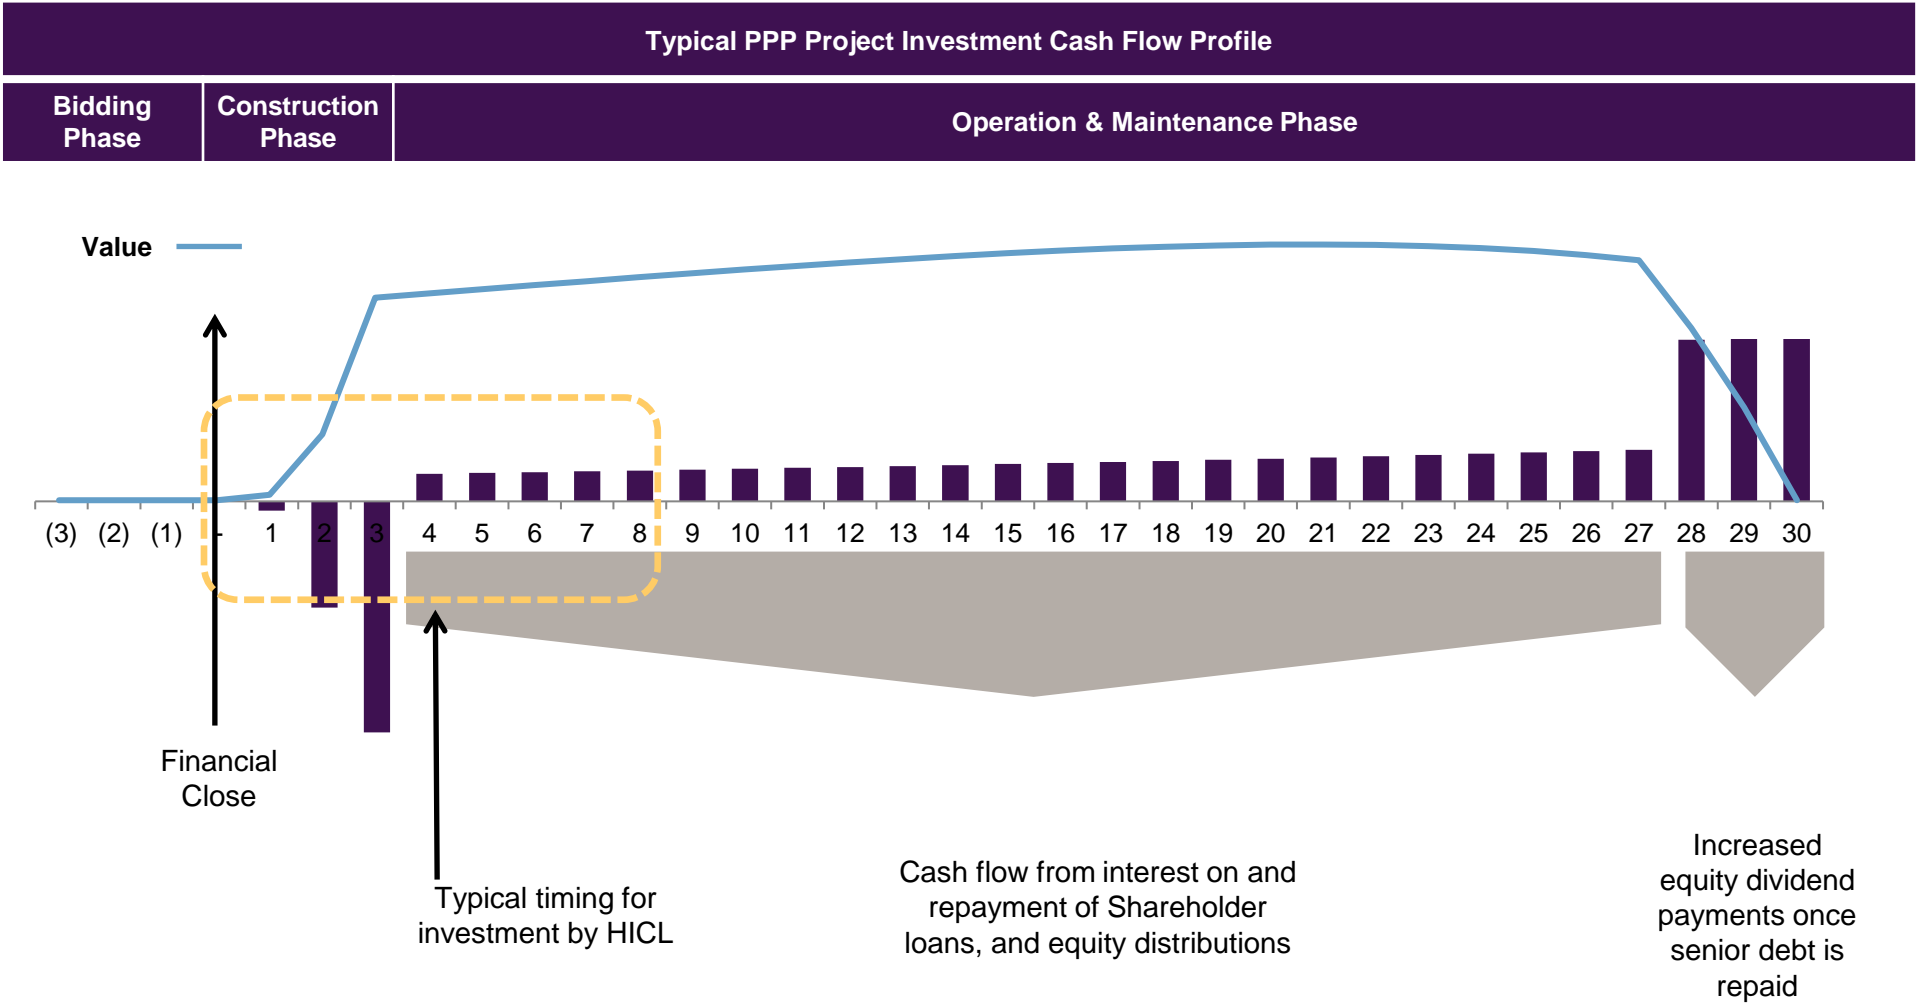 Typical PPP Project Investment Cash Flow Profile
Bidding
Phase
Construction
Phase
Operation & Maintenance Phase
Value
(3) (2) (1) - 1 2 3 4 5 6 7 8 9 10 11 12 13 14 15 16 17 18 19 20 21 22 23 24 25 26 27 28 29 30
Financial
Close
Typical timing for
investment by HICL
Cash flow from interest on and
repayment of Shareholder
loans, and equity distributions
Increased
equity dividend
payments once
senior debt is
repaid